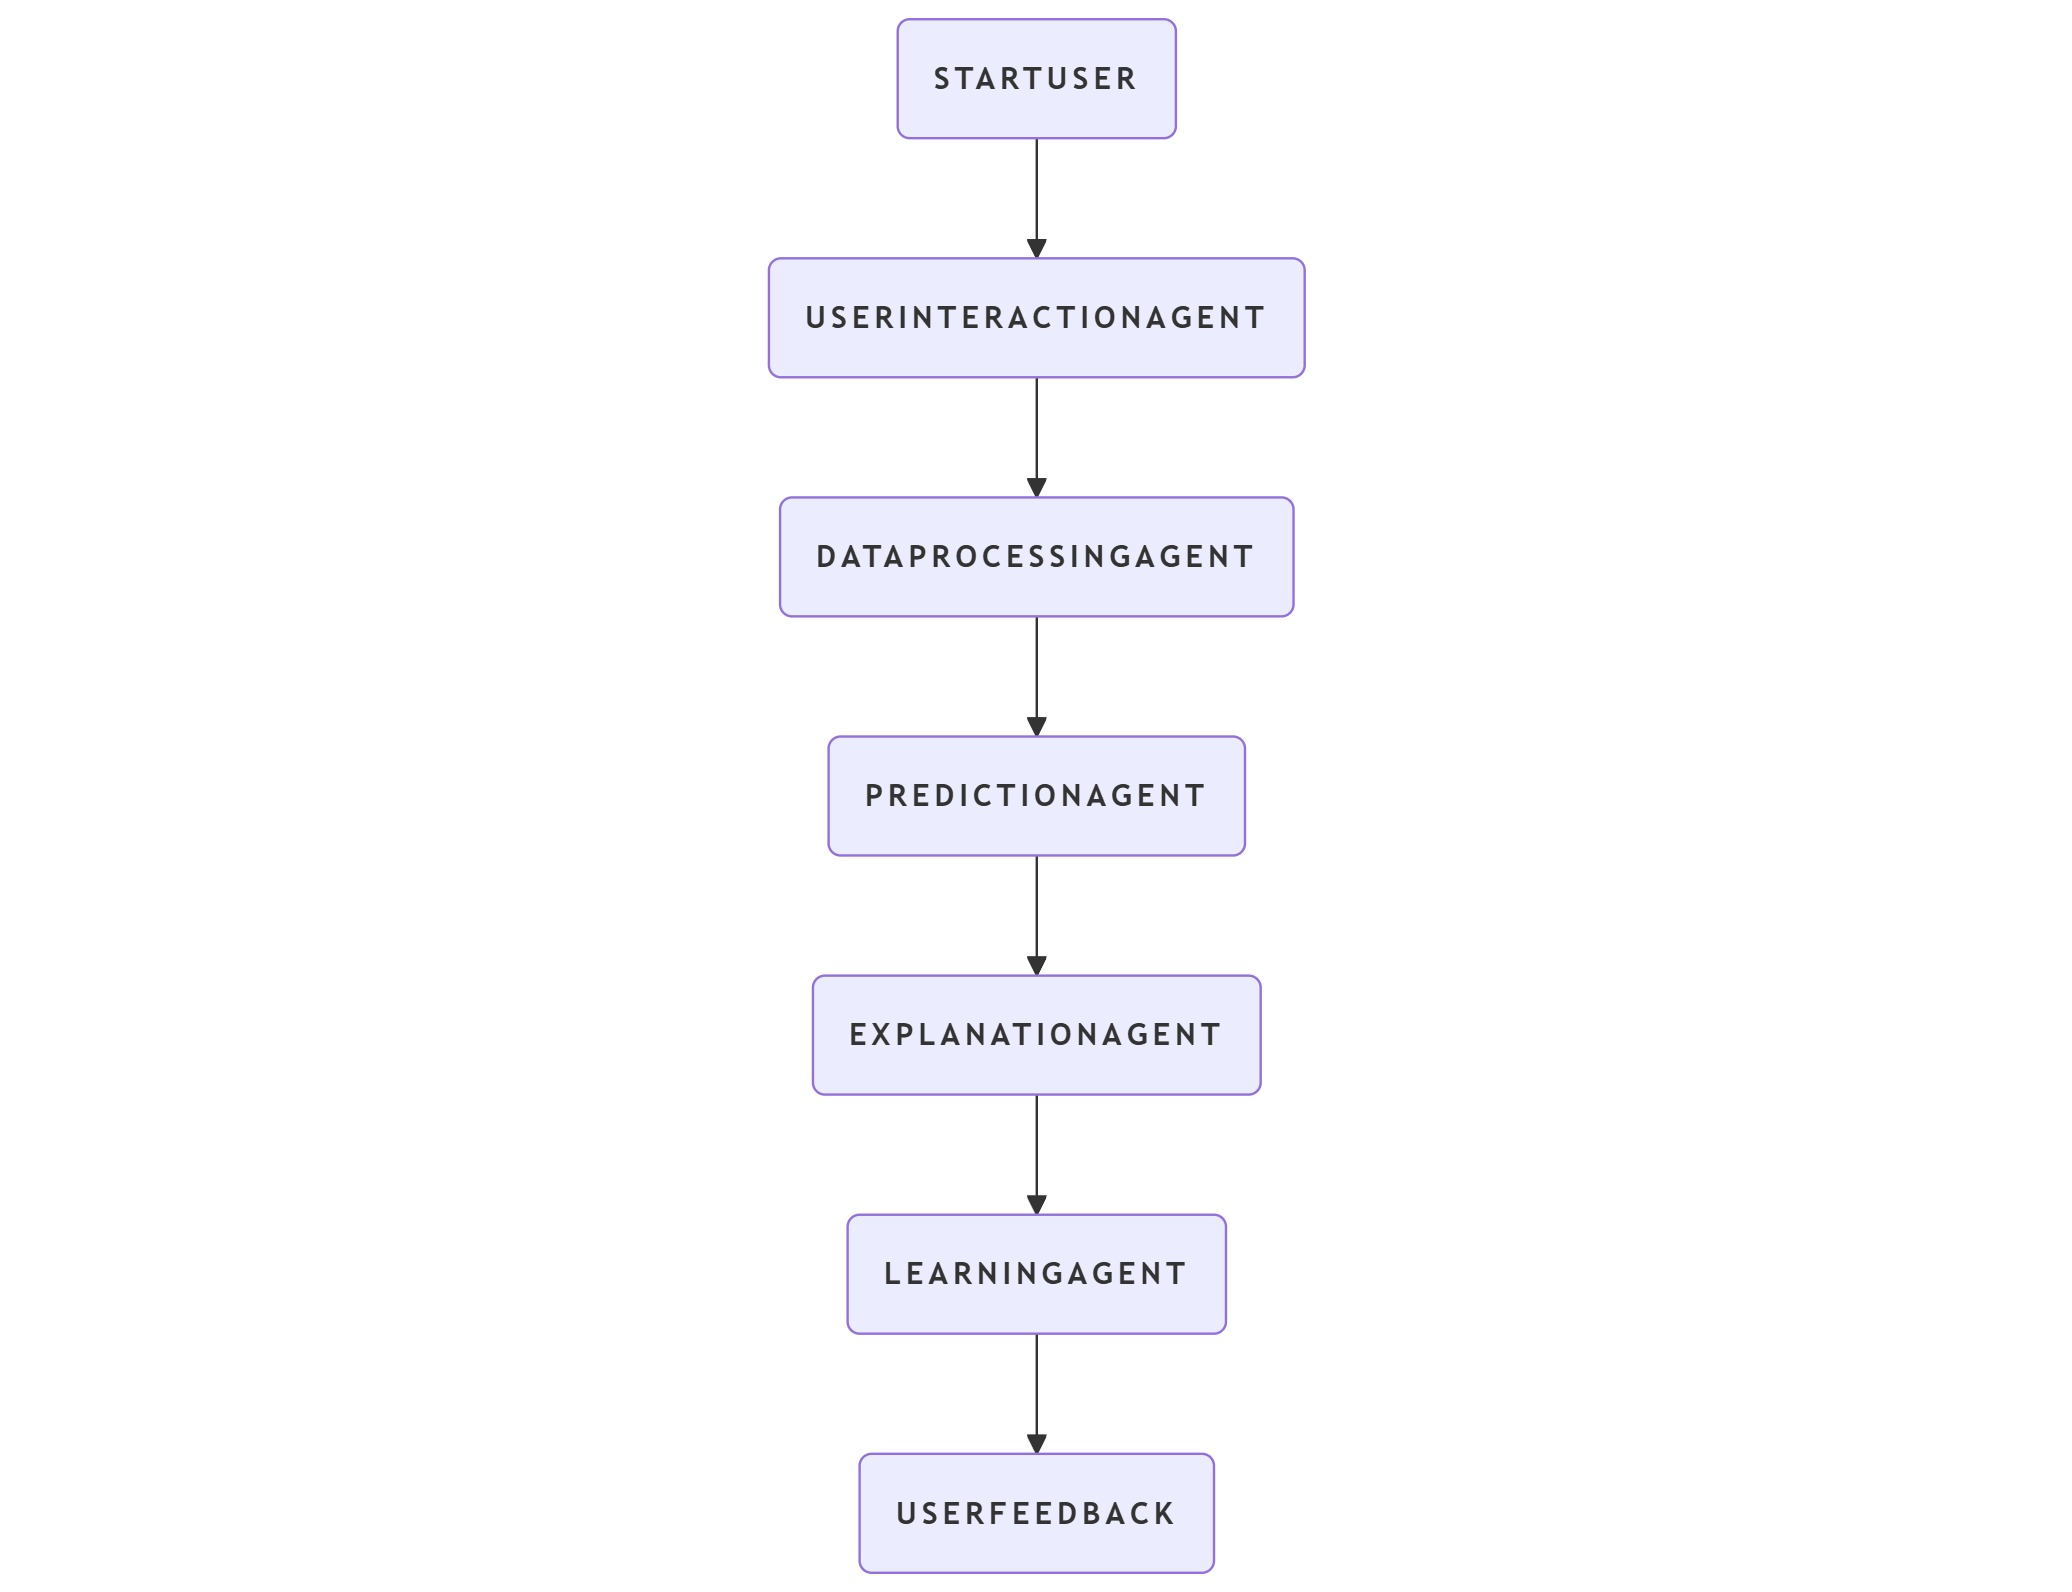 STARTUSER
USERINTERACTIONAGENT
DATAPROCESSINGAGENT
PREDICTIONAGENT
EXPLANATIONAGENT
LEARNINGAGENT
USERFEEDBACK